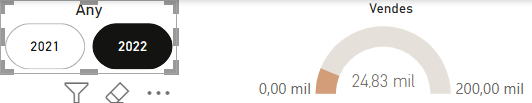 Any
2021 2022
Vendes
24,83 mil
0,00 mil 200,00 mil